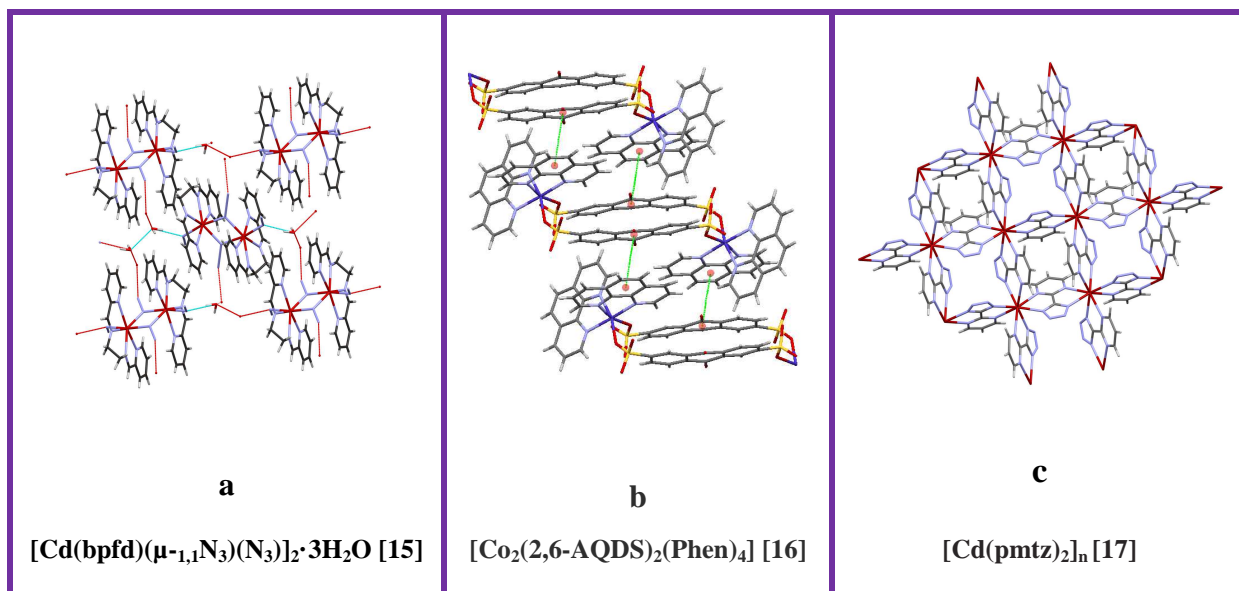 a
[Cd(bpfd)(μ-₁,₁N₃)(N₃)]₂·3H₂O [15]
b
[Co₂(2,6-AQDS)₂(Phen)₄] [16]
c
[Cd(pmtz)₂]ₙ [17]